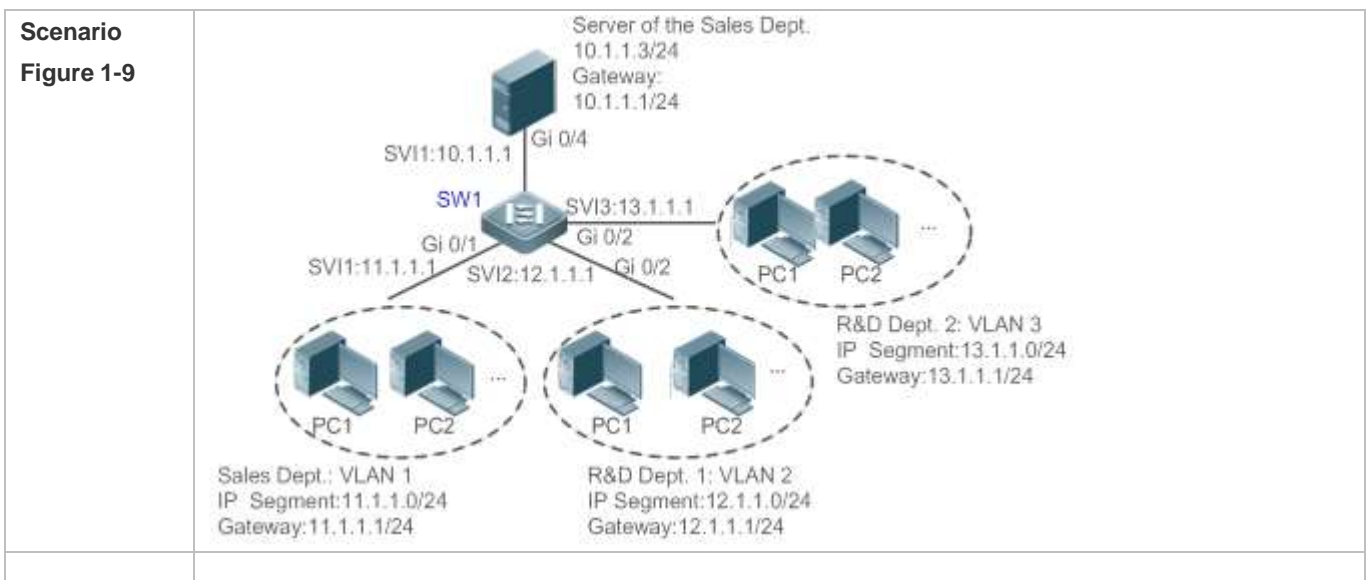 Scenario
Figure 1-9
Server of the Sales Dept.
10.1.1.3/24
Gateway:
10.1.1.1/24
Gi 0/4
SVI1:10.1.1.1
SW1
SVI3:13.1.1.1
Gi 0/2
Gi 0/1
SVI1:11.1.1.1
SVI2:12.1.1.1
Gi 0/2
PC1
PC2
...
R&D Dept. 2: VLAN 3
IP Segment:13.1.1.0/24
Gateway:13.1.1.1/24
PC1
PC2
...
PC1
PC2
...
Sales Dept.: VLAN 1
IP Segment:11.1.1.0/24
Gateway:11.1.1.1/24
R&D Dept. 1: VLAN 2
IP Segment:12.1.1.0/24
Gateway:12.1.1.1/24